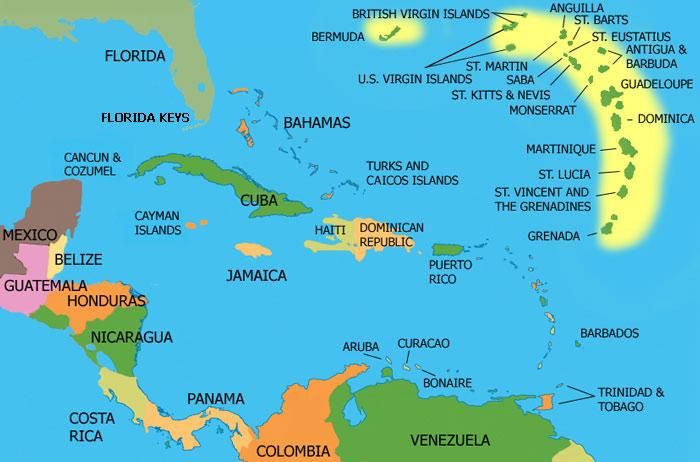 BRITISH VIRGIN ISLANDS
ANGUILLA
ST. BARTS
BERMUDA
ST. EUSTATIUS
FLORIDA
ANTIGUA &
BARBUDA
ST. MARTIN
U.S. VIRGIN ISLANDS
SABA
GUADELOUPE
ST. KITTS & NEVIS
MONSERRAT
FLORIDA KEYS
BAHAMAS
DOMINICA
MARTINIQUE
CANCUN &
COZUMEL
TURKS AND
CAICOS ISLANDS
ST. LUCIA
CUBA
ST. VINCENT AND
THE GRENADINES
CAYMAN
ISLANDS
HAITI
DOMINICAN
REPUBLIC
MEXICO
GRENADA
BELIZE
JAMAICA
PUERTO
RICO
GUATEMALA
HONDURAS
NICARAGUA
BARBADOS
ARUBA
CURACAO
BONAIRE
PANAMA
TRINIDAD &
TOBAGO
COSTA
RICA
COLOMBIA
VENEZUELA